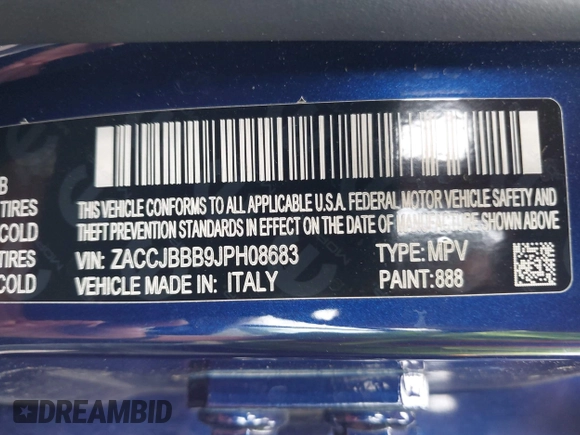 B
TIRES
COLD
TIRES
COLD
THIS VEHICLE CONFORMS TO ALL APPLICABLE U.S.A. FEDERAL MOTOR VEHICLE SAFETY AND
THEFT PREVENTION STANDARDS IN EFFECT ON THE DATE OF MANUFACTURE SHOWN ABOVE
VIN: ZACCJBBB9JPH08683 TYPE: MPV
VEHICLE MADE IN: ITALY PAINT:888
DREAMBID